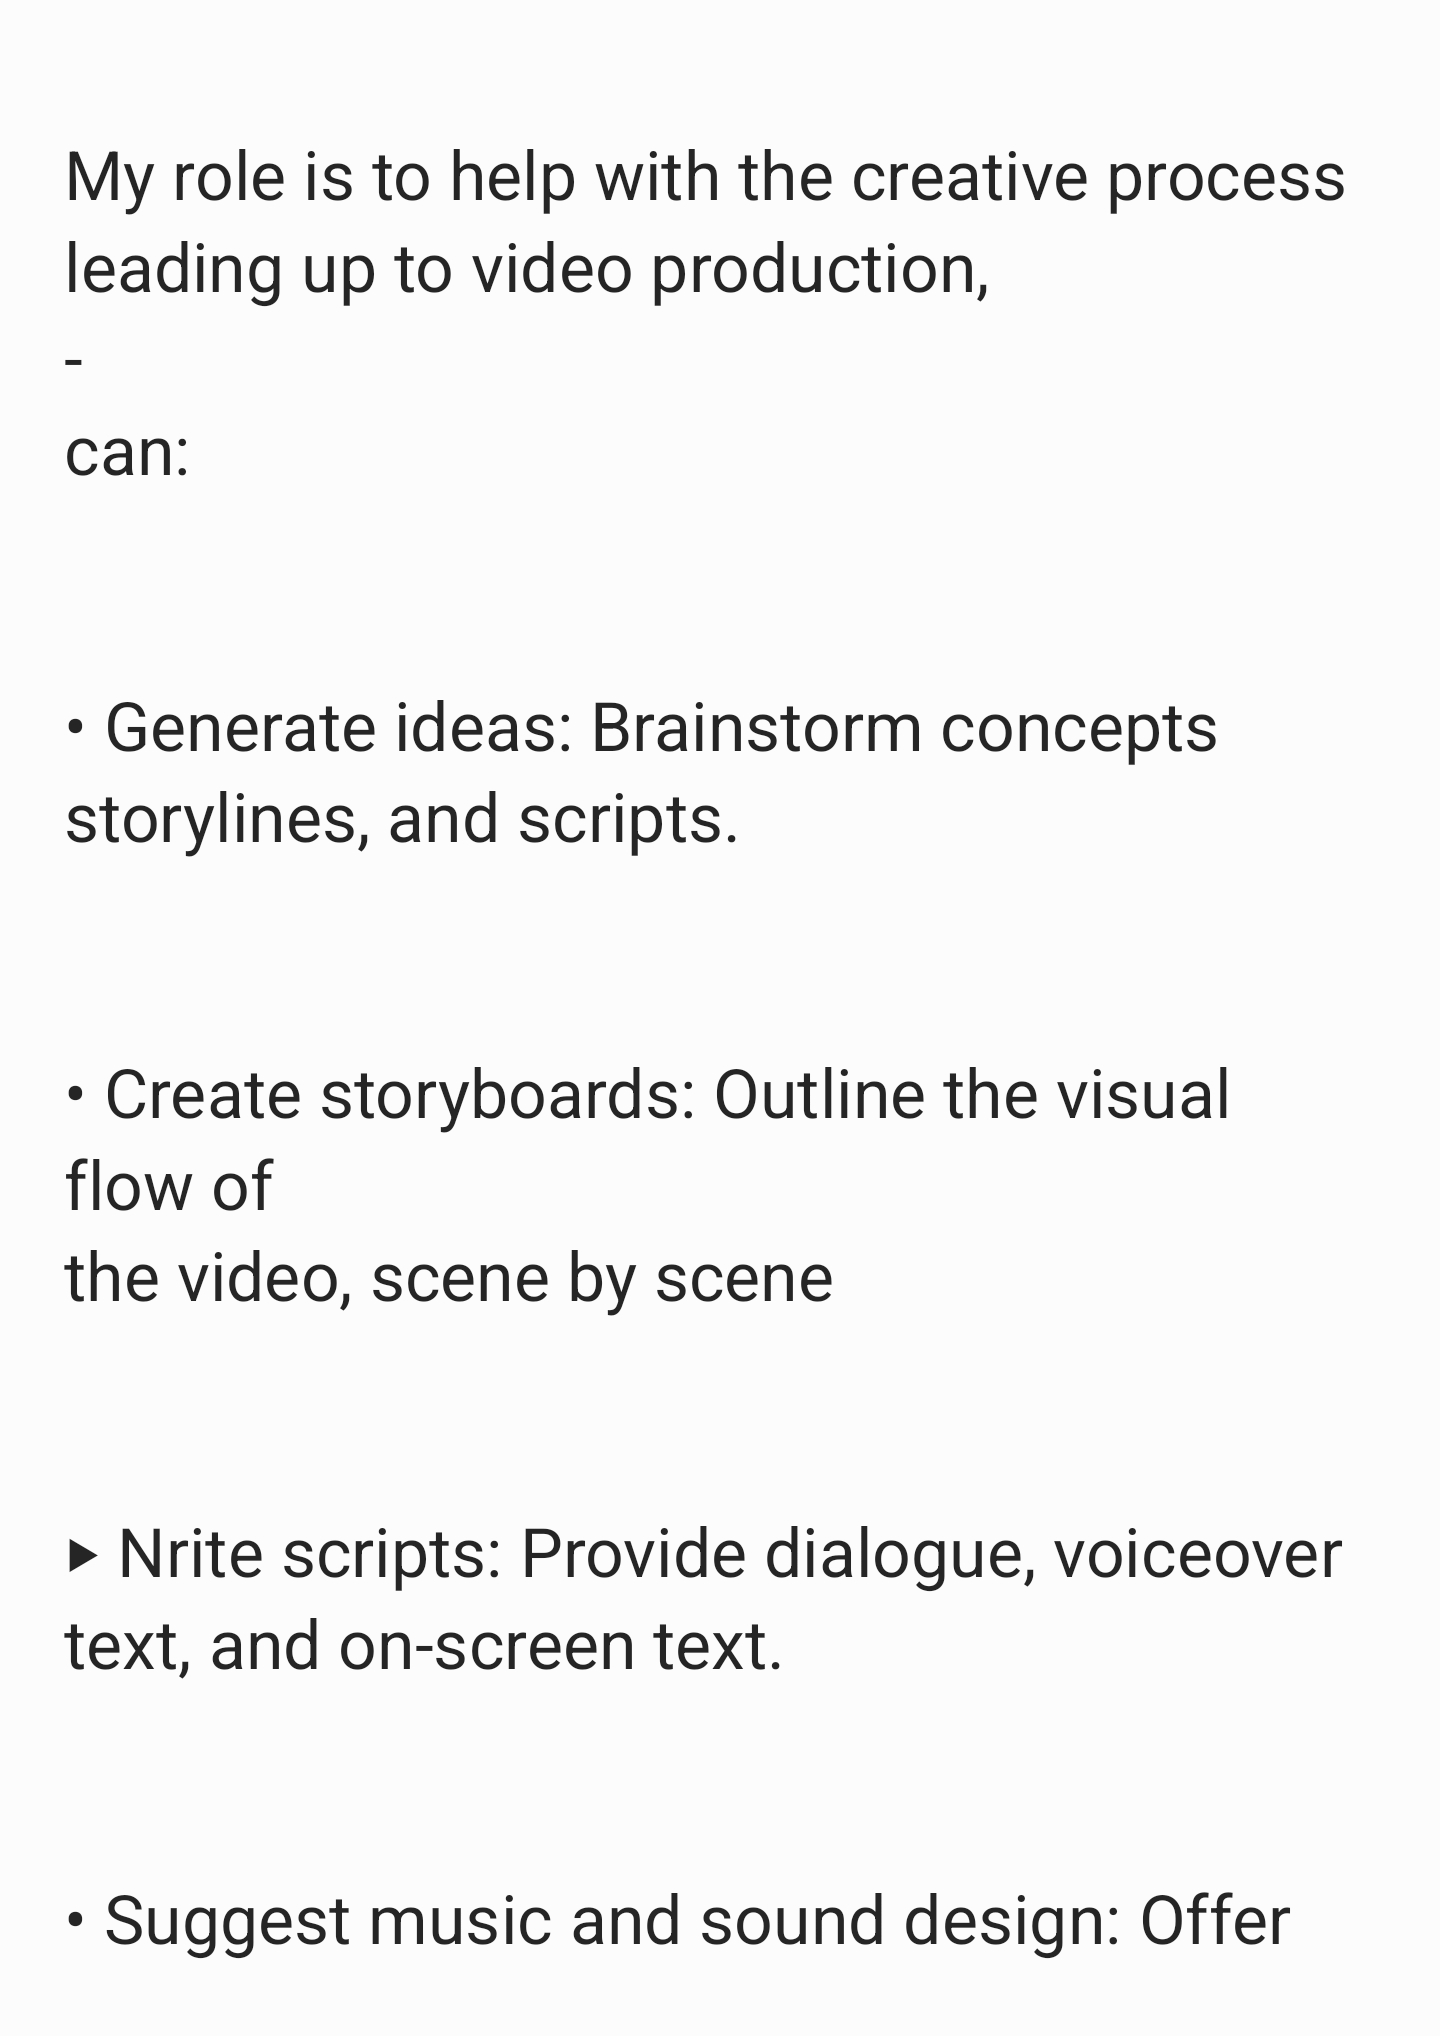 My role is to help with the creative process
leading up to video production,
-
can:
• Generate ideas: Brainstorm concepts
storylines, and scripts.
• Create storyboards: Outline the visual
flow of
the video, scene by scene
▶ Nrite scripts: Provide dialogue, voiceover
text, and on-screen text.
• Suggest music and sound design: Offer